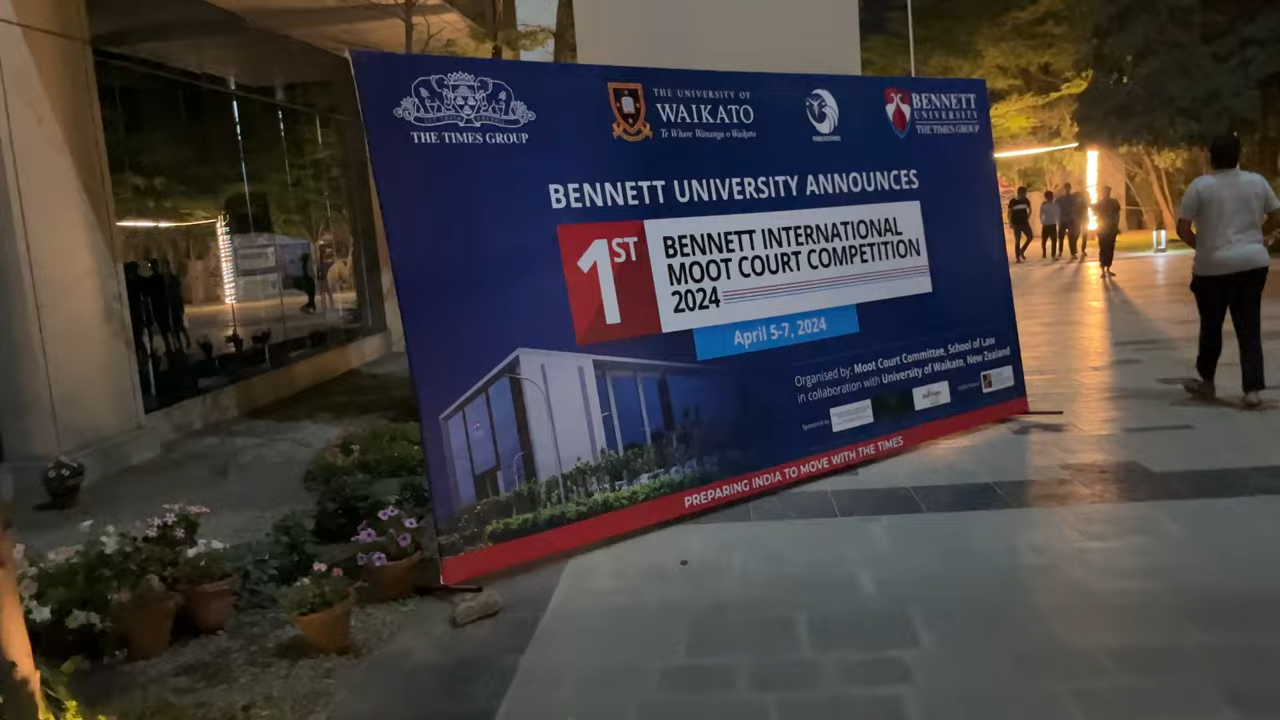 THE TIMES GROUP
THE UNIVERSITY OF
WAIKATO
Te Whare Wānanga o Waikato
BENNETT
UNIVERSITY
THE TIMES GROUP
BENNETT UNIVERSITY ANNOUNCES
1ST
BENNETT INTERNATIONAL
MOOT COURT COMPETITION
2024
April 5-7, 2024
Organised by: Moot Court Committee, School of Law
in collaboration with University of Waikato, New Zealand
Sponsored by
PREPARING INDIA TO MOVE WITH THE TIMES